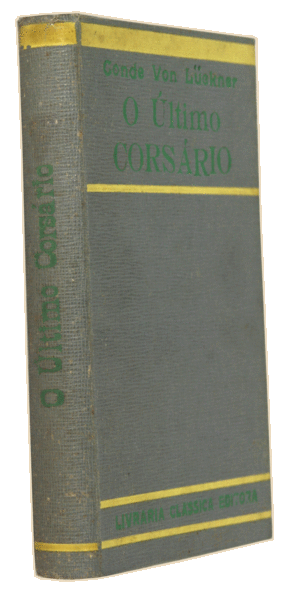 Conde Von Lückner
O Último
CORSÁRIO
LIVRARIA CLÁSSICA EDITORA
O Último Corsário